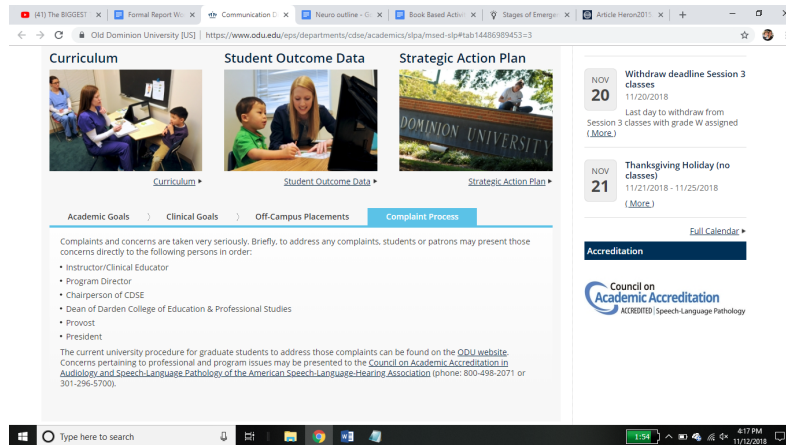 (41) The BIGGEST
Formal Report Wo
Communication D
Neuro outline - G
Book Based Activi
Stages of Emerge
Article Heron2015
Old Dominion University [US] | https://www.odu.edu/eps/departments/cdse/academics/slpa/msed-slp#tab14486989453=3
Curriculum
Student Outcome Data
Strategic Action Plan
DOMINION UNIVERSITY
Curriculum
Student Outcome Data
Strategic Action Plan
Academic Goals
Clinical Goals
Off-Campus Placements
Complaint Process
Complaints and concerns are taken very seriously. Briefly, to address any complaints, students or patrons may present those
concerns directly to the following persons in order:
• Instructor/Clinical Educator
• Program Director
• Chairperson of CDSE
• Dean of Darden College of Education & Professional Studies
• Provost
• President
The current university procedure for graduate students to address those complaints can be found on the ODU website.
Concerns pertaining to professional and program issues may be presented to the Council on Academic Accreditation in
Audiology and Speech-Language Pathology of the American Speech-Language-Hearing Association (phone: 800-498-2071 or
301-296-5700).
NOV
20
Withdraw deadline Session 3
classes
11/20/2018
Last day to withdraw from
Session 3 classes with grade W assigned
( More )
NOV
21
Thanksgiving Holiday (no
classes)
11/21/2018 - 11/25/2018
( More )
Full Calendar
Accreditation
Council on
Academic Accreditation
ACCREDITED | Speech-Language Pathology
Type here to search
1:54
4:17 PM
11/12/2018